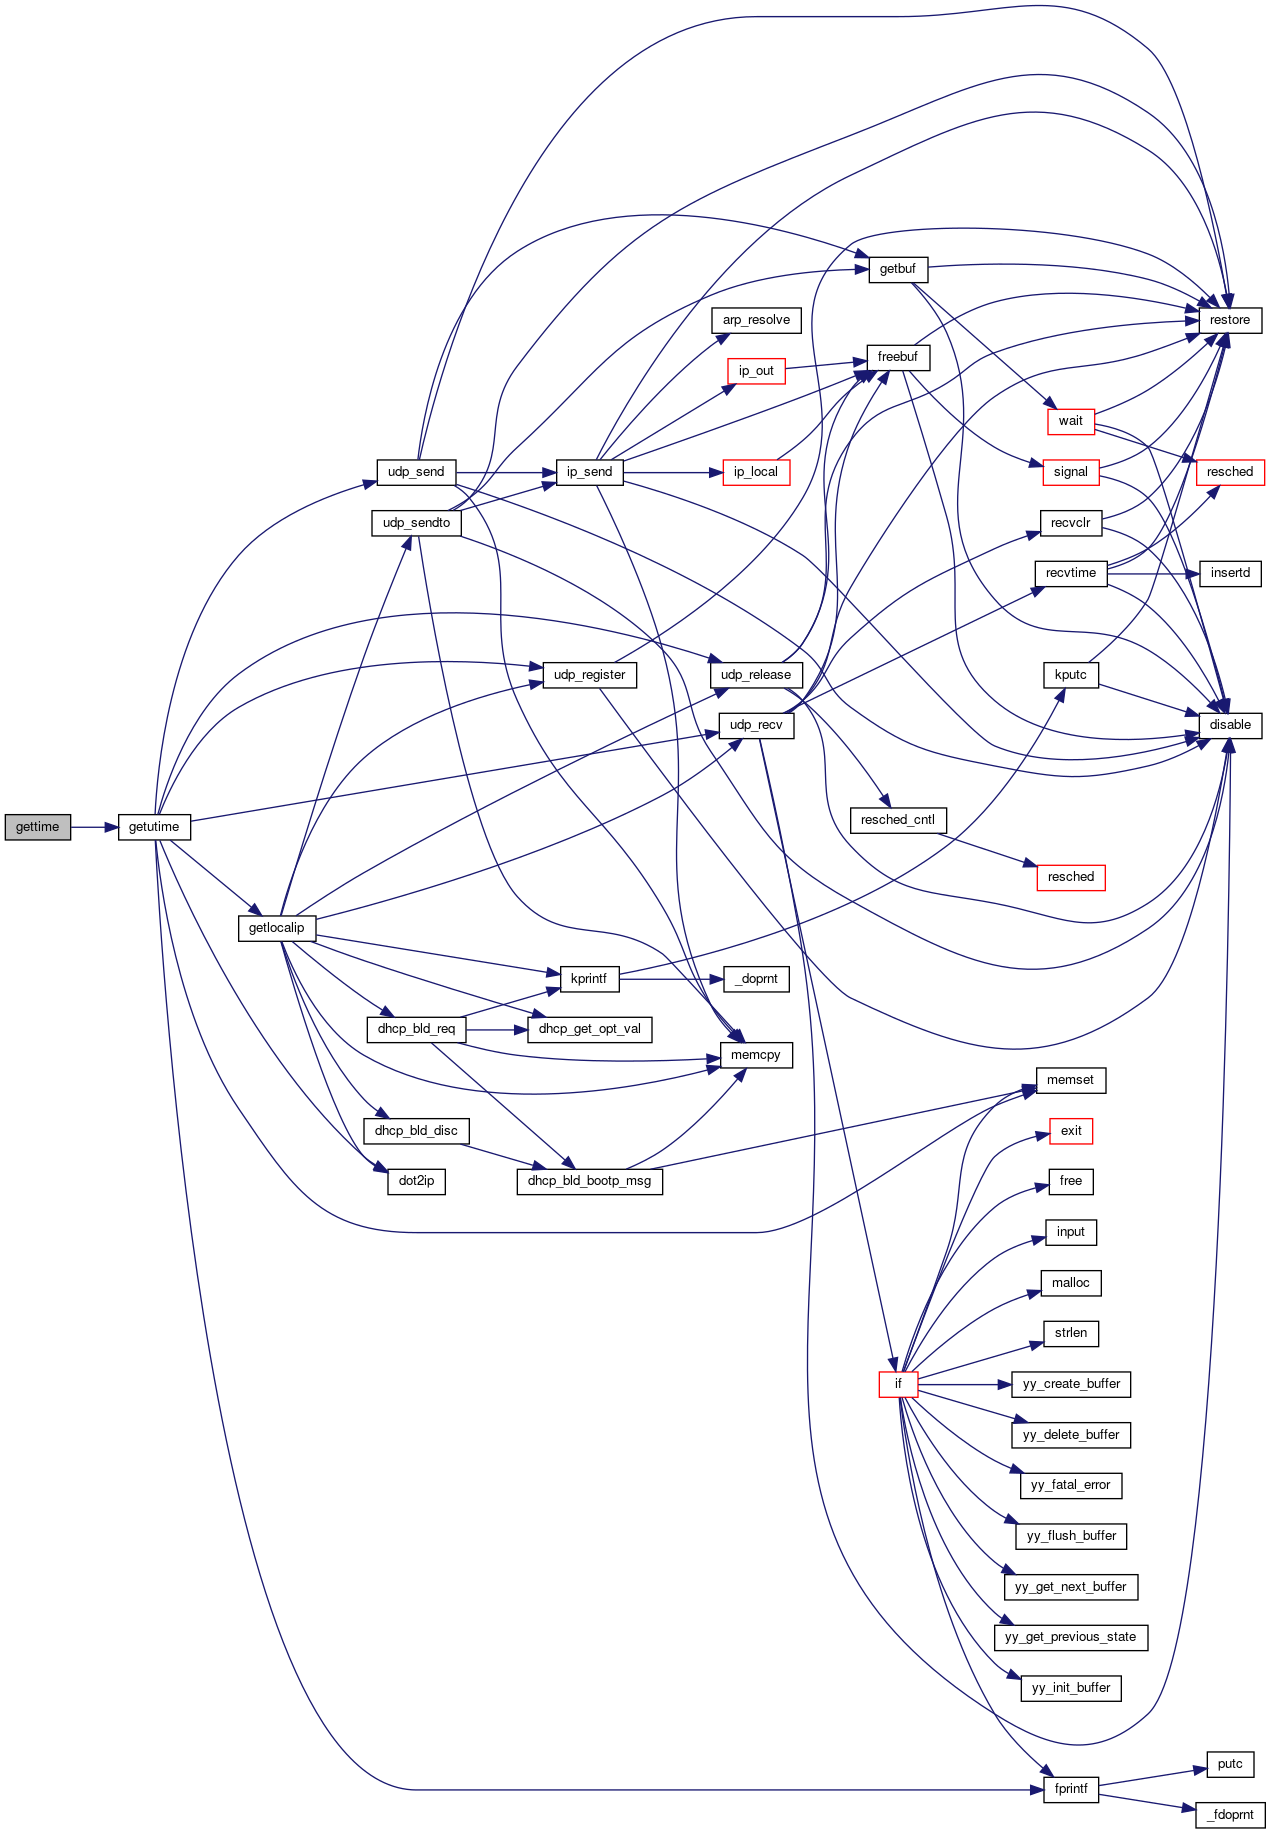 getbuf
arp_resolve
restore
freebuf
ip_out
wait
udp_send
ip_send
ip_local
signal
resched
udp_sendto
recvclr
recvtime
insertd
udp_register
udp_release
kputc
udp_recv
disable
gettime
getutime
resched_cntl
resched
getlocalip
kprintf
_doprnt
dhcp_bld_req
dhcp_get_opt_val
memcpy
memset
dhcp_bld_disc
exit
dot2ip
dhcp_bld_bootp_msg
free
input
malloc
strlen
if
yy_create_buffer
yy_delete_buffer
yy_fatal_error
yy_flush_buffer
yy_get_next_buffer
yy_get_previous_state
yy_init_buffer
putc
fprintf
_fdoprnt